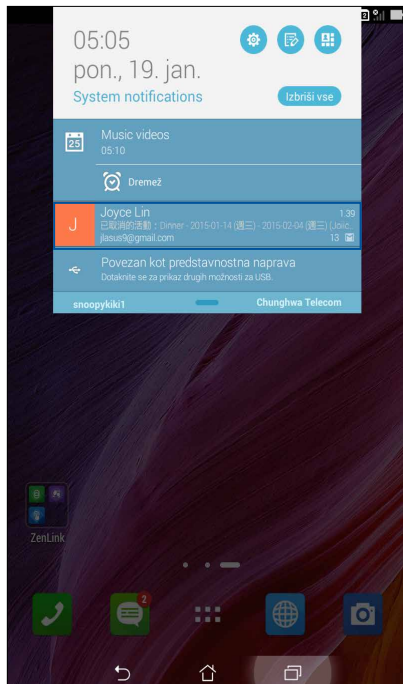 05:05
pon., 19. jan.
System notifications
Izbriši vse
25
Music videos
05:10
Dremež
J
Joyce Lin 1.39
已取消的活動：Dinner - 2015-01-14 (週三) - 2015-02-04 (週三) (Joic...
jlasus9@gmail.com 13
Povezan kot predstavnostna naprava
Dotaknite se za prikaz drugih možnosti za USB.
snoopykiki1 Chunghwa Telecom
ZenLink
2